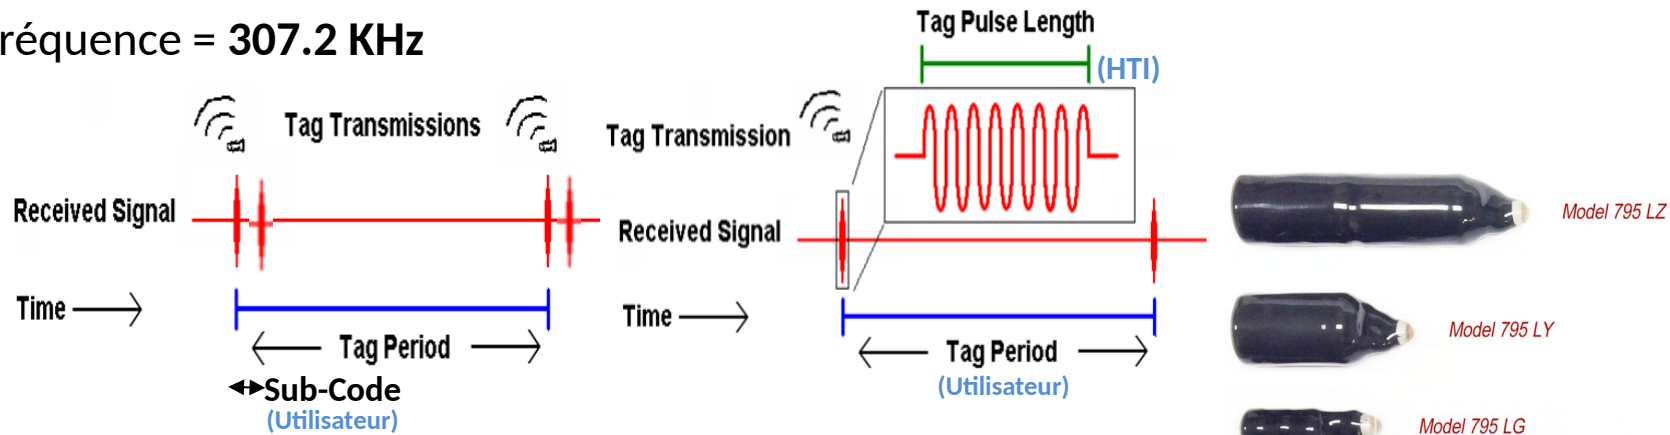 réquence = 307.2 KHz
Tag Transmissions
Received Signal
Time
Tag Period
Sub-Code
(Utilisateur)
Tag Pulse Length
(HTI)
Tag Transmission
Received Signal
Time
Tag Period
(Utilisateur)
Model 795 LZ
Model 795 LY
Model 795 LG